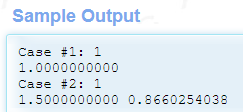 Sample Output
Case #1: 1
1.0000000000
Case #2: 1
1.5000000000 0.8660254038